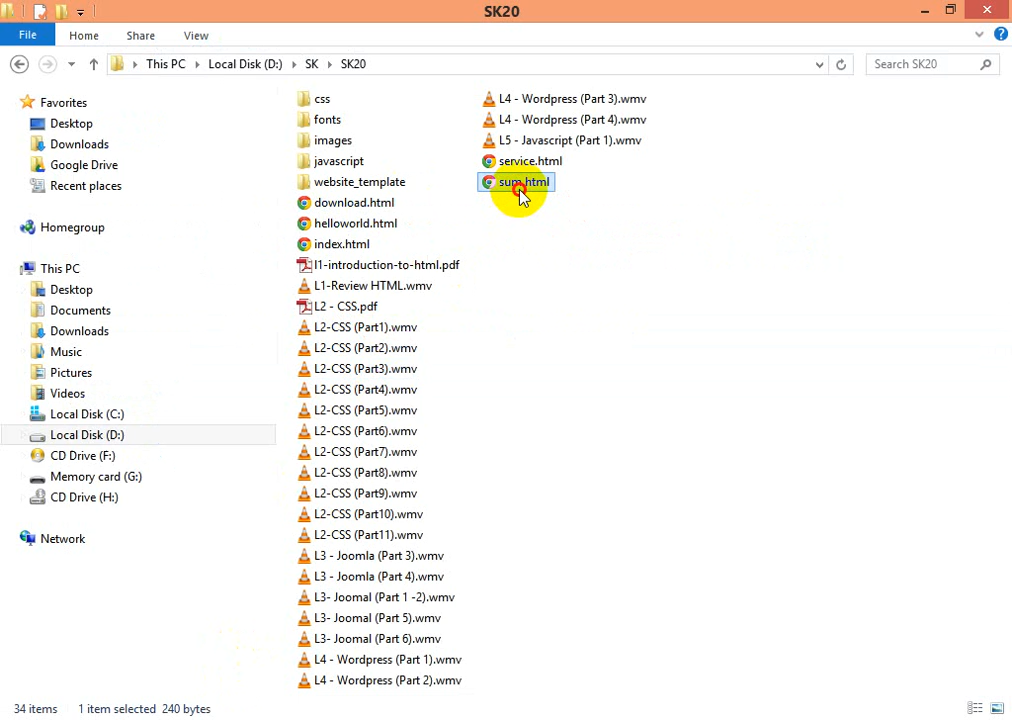 SK20
File Home Share View
This PC Local Disk (D:) SK SK20
Search SK20
Favorites
Desktop
Downloads
Google Drive
Recent places
Homegroup
This PC
Desktop
Documents
Downloads
Music
Pictures
Videos
Local Disk (C:)
Local Disk (D:)
CD Drive (F:)
Memory card (G:)
CD Drive (H:)
Network
css
fonts
images
javascript
website_template
download.html
helloworld.html
index.html
l1-introduction-to-html.pdf
L1-Review HTML.wmv
L2 - CSS.pdf
L2-CSS (Part1).wmv
L2-CSS (Part2).wmv
L2-CSS (Part3).wmv
L2-CSS (Part4).wmv
L2-CSS (Part5).wmv
L2-CSS (Part6).wmv
L2-CSS (Part7).wmv
L2-CSS (Part8).wmv
L2-CSS (Part9).wmv
L2-CSS (Part10).wmv
L2-CSS (Part11).wmv
L3 - Joomla (Part 3).wmv
L3 - Joomla (Part 4).wmv
L3- Joomal (Part 1 -2).wmv
L3- Joomal (Part 5).wmv
L3- Joomal (Part 6).wmv
L4 - Wordpress (Part 1).wmv
L4 - Wordpress (Part 2).wmv
L4 - Wordpress (Part 3).wmv
L4 - Wordpress (Part 4).wmv
L5 - Javascript (Part 1).wmv
service.html
sum.html
34 items 1 item selected 240 bytes